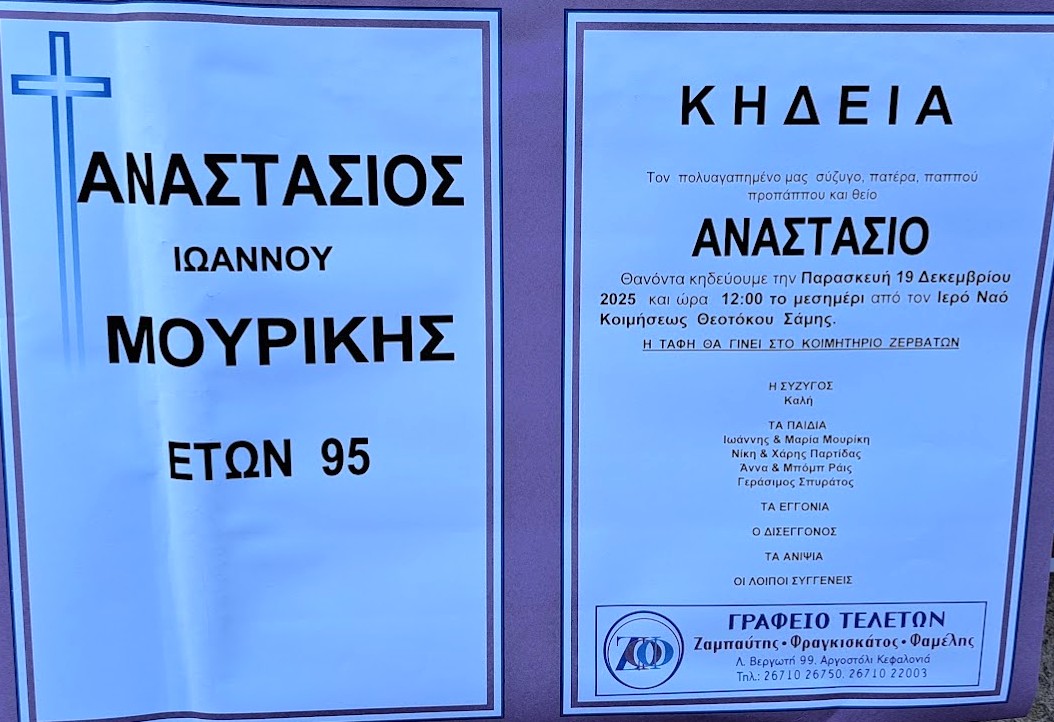 ΑΝΑΣΤΑΣΙΟΣ
ΙΩΑΝΝΟΥ
ΜΟΥΡΙΚΗΣ
ΕΤΩΝ 95
ΚΗΔΕΙΑ
Τον πολυαγαπημένο μας σύζυγο, πατέρα, παππού
προπάππου και θείο
ΑΝΑΣΤΑΣΙΟ
Θανόντα κηδεύουμε την Παρασκευή 19 Δεκεμβρίου
2025 και ώρα 12:00 το μεσημέρι από τον Ιερό Ναό
Κοιμήσεως Θεοτόκου Σάμης.
Η ΤΑΦΗ ΘΑ ΓΙΝΕΙ ΣΤΟ ΚΟΙΜΗΤΗΡΙΟ ΖΕΡΒΑΤΩΝ
Η ΣΥΖΥΓΟΣ
Καλή
ΤΑ ΠΑΙΔΙΑ
Ιωάννης & Μαρία Μουρίκη
Νίκη & Χάρης Παρτίδας
Άννα & Μπόμπ Ράις
Γεράσιμος Σπυράτος
ΤΑ ΕΓΓΟΝΙΑ
Ο ΔΙΣΕΓΓΟΝΟΣ
ΤΑ ΑΝΙΨΙΑ
ΟΙ ΛΟΙΠΟΙ ΣΥΓΓΕΝΕΙΣ
ΖΦΦ
ΓΡΑΦΕΙΟ ΤΕΛΕΤΩΝ
Ζαμπαύτης • Φραγκισκάτος • Φαμέλης
Λ. Βεργωτή 99, Αργοστόλι Κεφαλονιά
Τηλ.: 26710 26750, 26710 22003